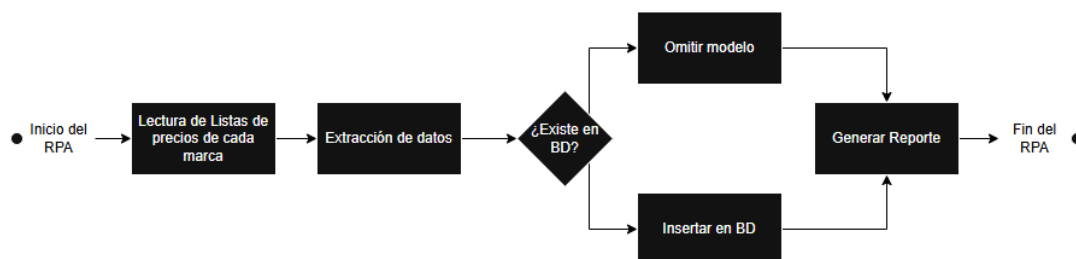 Inicio del
RPA
Lectura de Listas de
precios de cada
marca
Extracción de datos
¿Existe en
BD?
Omitir modelo
Insertar en BD
Generar Reporte
Fin del
RPA